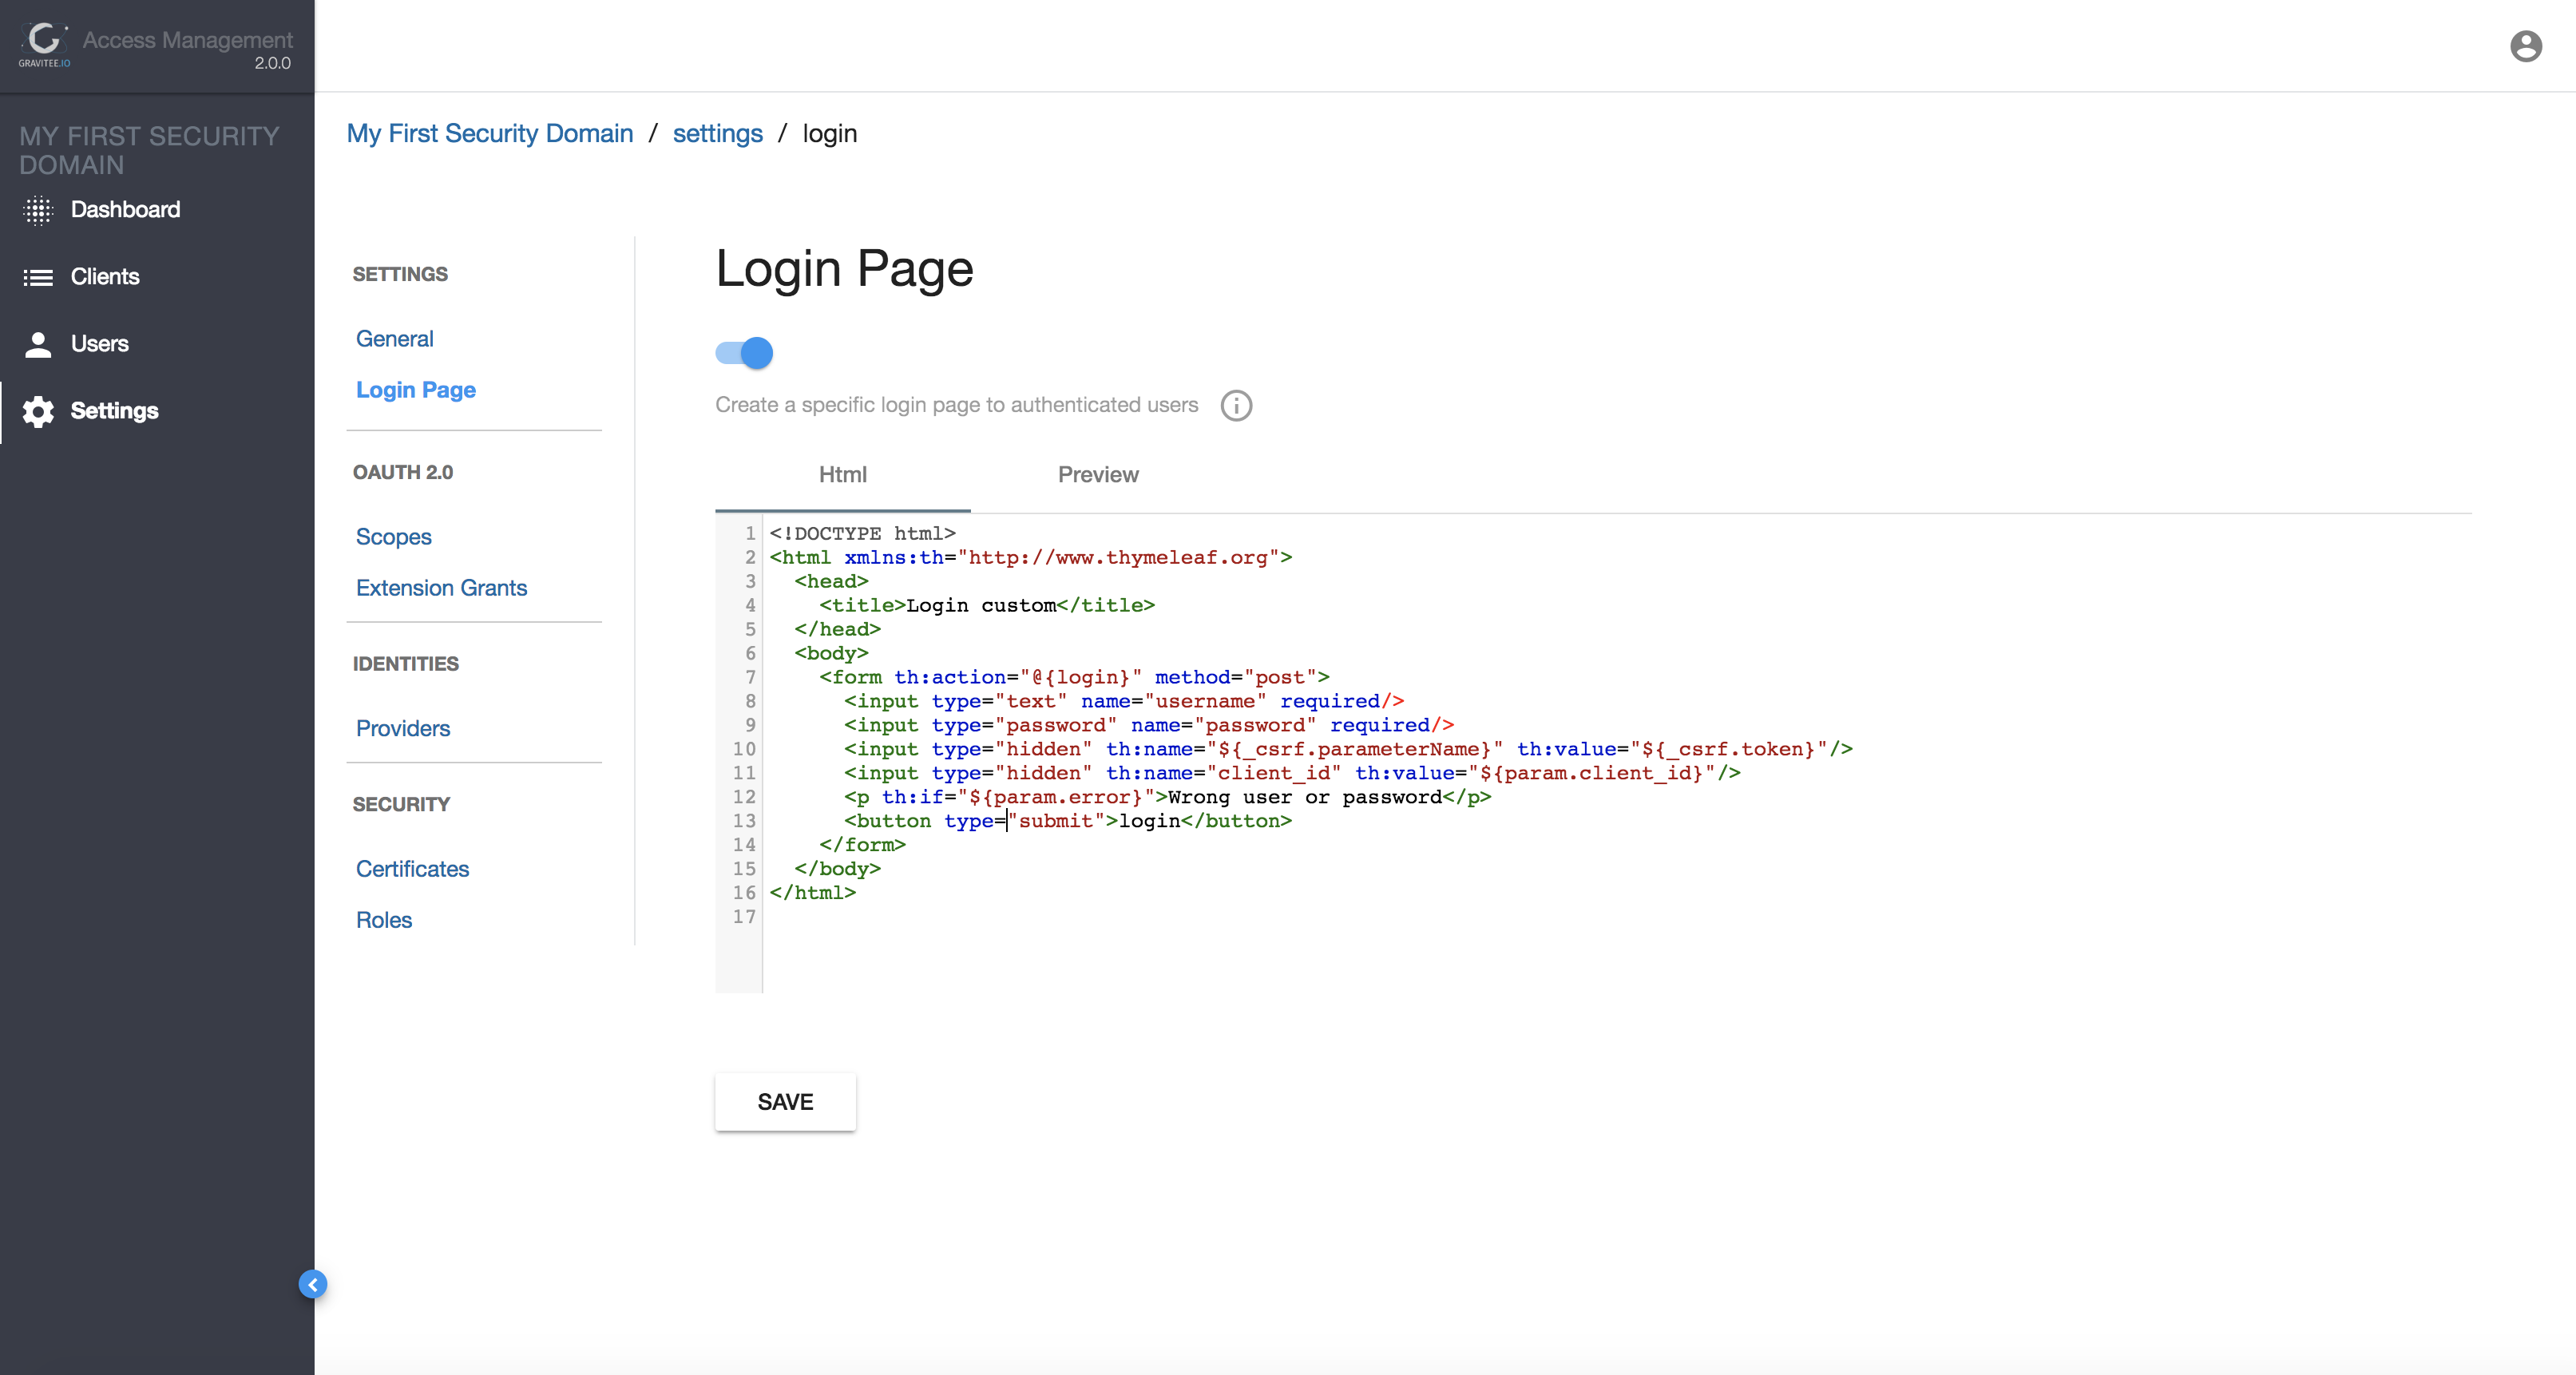 GRAVITEE.IO
Access Management
2.0.0
MY FIRST SECURITY
DOMAIN
Dashboard
Clients
Users
Settings
My First Security Domain / settings / login
SETTINGS
General
Login Page
OAUTH 2.0
Scopes
Extension Grants
IDENTITIES
Providers
SECURITY
Certificates
Roles
Login Page
Create a specific login page to authenticated users
Html Preview
1 <!DOCTYPE html>
2 <html xmlns:th="http://www.thymeleaf.org">
3   <head>
4     <title>Login custom</title>
5   </head>
6   <body>
7     <form th:action="@{login}" method="post">
8       <input type="text" name="username" required/>
9       <input type="password" name="password" required/>
10       <input type="hidden" th:name="${_csrf.parameterName}" th:value="${_csrf.token}"/>
11       <input type="hidden" th:name="client_id" th:value="${param.client_id}"/>
12       <p th:if="${param.error}">Wrong user or password</p>
13       <button type="submit">login</button>
14     </form>
15   </body>
16 </html>
17
SAVE